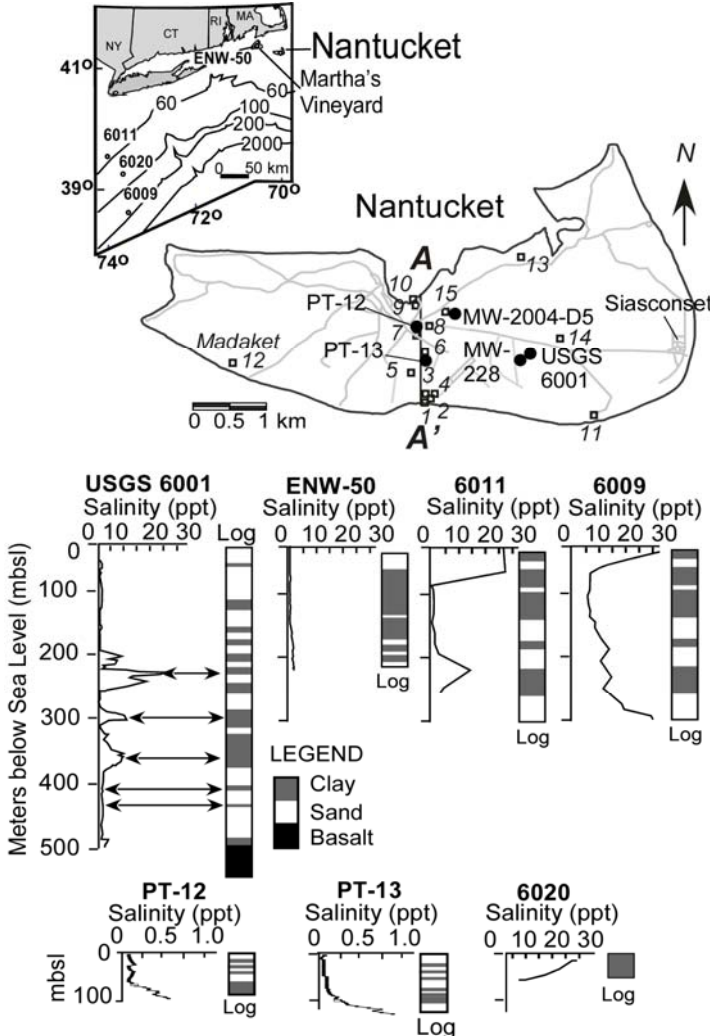 NY
CT
RI
MA
ENW-50
Nantucket
Martha's
Vineyard
41o
60
60
100
200
2000
6011
6020
6009
39o
0 50 km
70o
72o
74o
N
Nantucket
A
10
9
15
13
PT-12
8
MW-2004-D5
Siasconset
7
14
Madaket
12
PT-13
6
MW-
228
USGS
6001
5
3
4
1
2
11
0 0.5 1 km
A'
USGS 6001
Salinity (ppt)
0 10 20 30
Log
Meters below Sea Level (mbsl)
0
100
200
300
400
500
ENW-50
Salinity (ppt)
0 10 20 30
Log
6011
Salinity (ppt)
0 10 20 30
Log
6009
Salinity (ppt)
0 10 20 30
Log
LEGEND
Clay
Sand
Basalt
PT-12
Salinity (ppt)
0 0.5 1.0
mbsl
0
100
Log
PT-13
Salinity (ppt)
0 0.5 1.0
Log
6020
Salinity (ppt)
0 10 20 30
Log